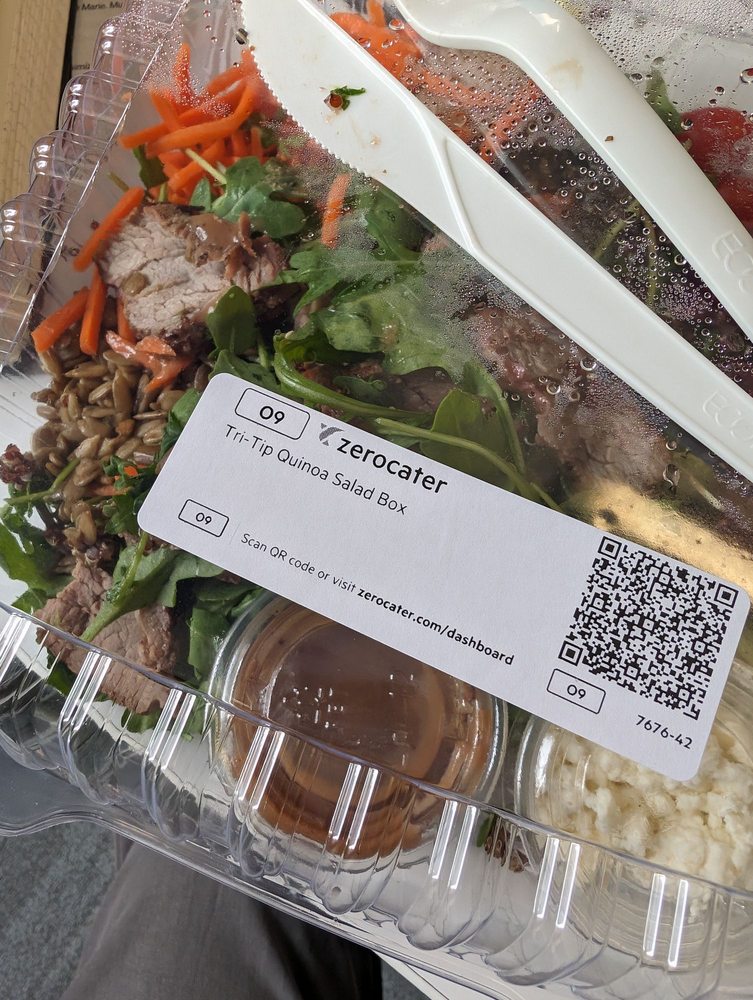 09
zerocater
Tri-Tip Quinoa Salad Box
09
Scan QR code or visit zerocater.com/dashboard
09
7676-42